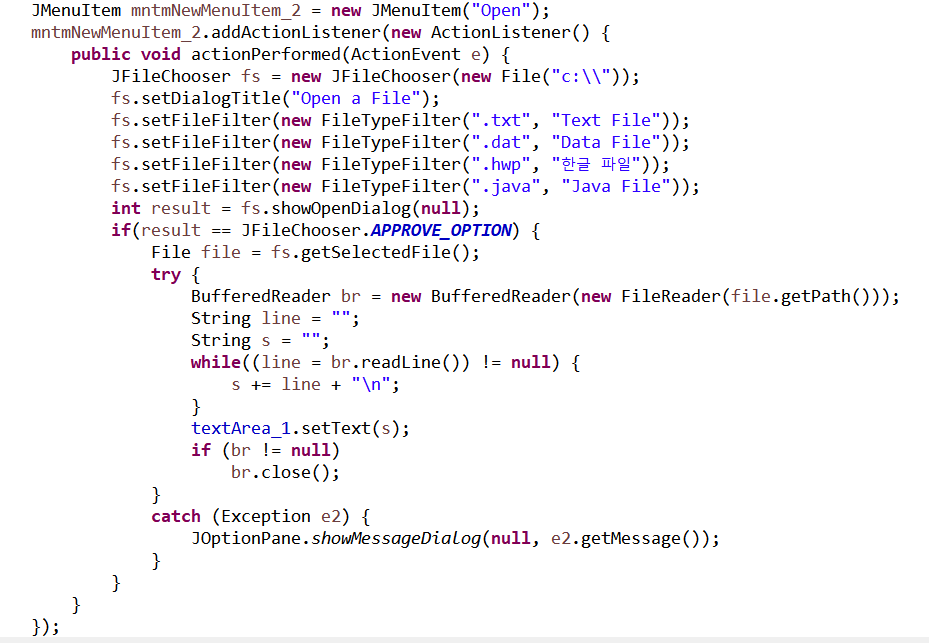 JMenuItem mntmNewMenuItem_2 = new JMenuItem("Open");
mntmNewMenuItem_2.addActionListener(new ActionListener() {
    public void actionPerformed(ActionEvent e) {
        JFileChooser fs = new JFileChooser(new File("c:\\"));
        fs.setDialogTitle("Open a File");
        fs.setFileFilter(new FileTypeFilter(".txt", "Text File"));
        fs.setFileFilter(new FileTypeFilter(".dat", "Data File"));
        fs.setFileFilter(new FileTypeFilter(".hwp", "한글 파일"));
        fs.setFileFilter(new FileTypeFilter(".java", "Java File"));
        int result = fs.showOpenDialog(null);
        if(result == JFileChooser.APPROVE_OPTION) {
            File file = fs.getSelectedFile();
            try {
                BufferedReader br = new BufferedReader(new FileReader(file.getPath()));
                String line = "";
                String s = "";
                while((line = br.readLine()) != null) {
                    s += line + "\n";
                }
                textArea_1.setText(s);
                if (br != null)
                    br.close();
            }
            catch (Exception e2) {
                JOptionPane.showMessageDialog(null, e2.getMessage());
            }
        }
    }
});